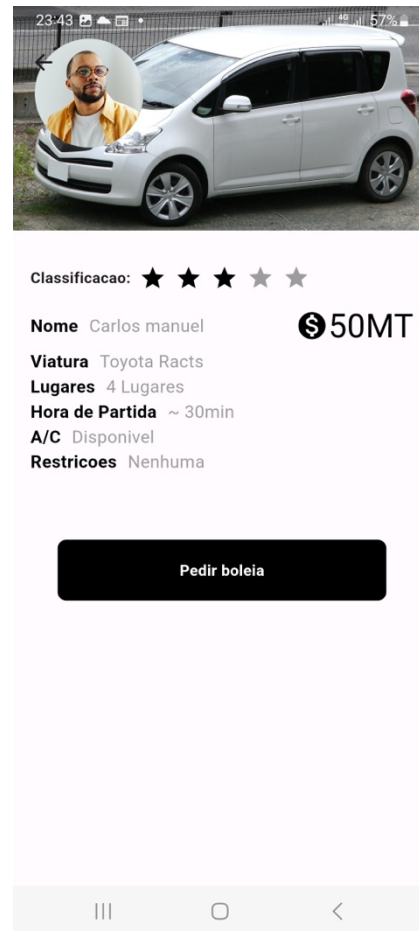 23:43 4G 57%
Classificacao:
Nome Carlos manuel
$50MT
Viatura Toyota Racts
Lugares 4 Lugares
Hora de Partida ~ 30min
A/C Disponivel
Restricoes Nenhuma
Pedir boleia